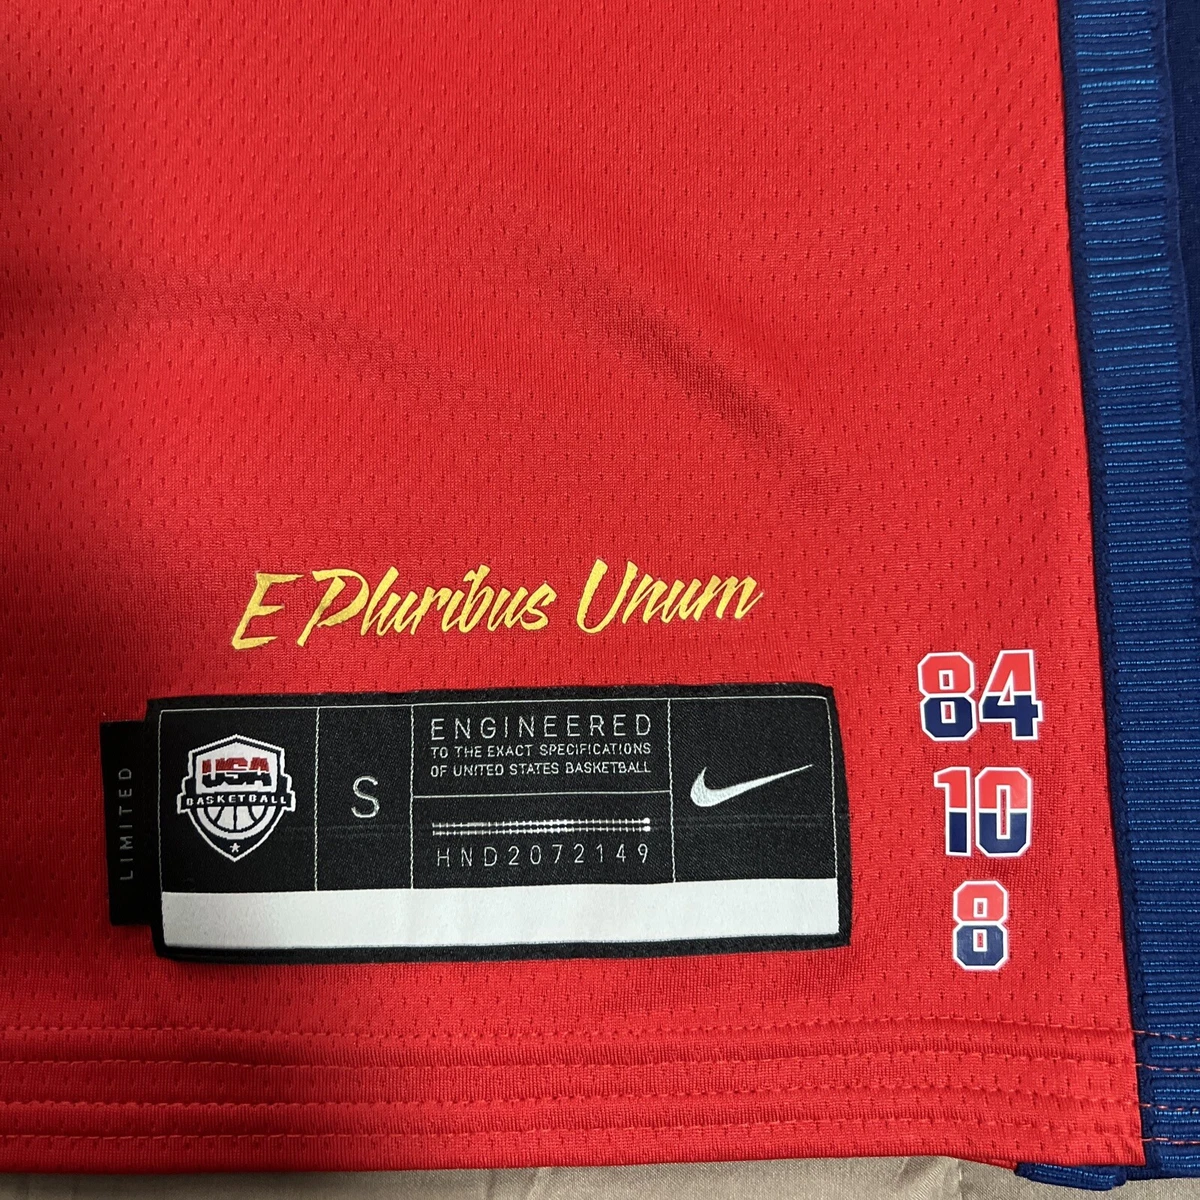 E Pluribus Unum
84
10
8
LIMITED
USA
BASKETBALL
S
ENGINEERED
TO THE EXACT SPECIFICATIONS
OF UNITED STATES BASKETBALL
HND2072149